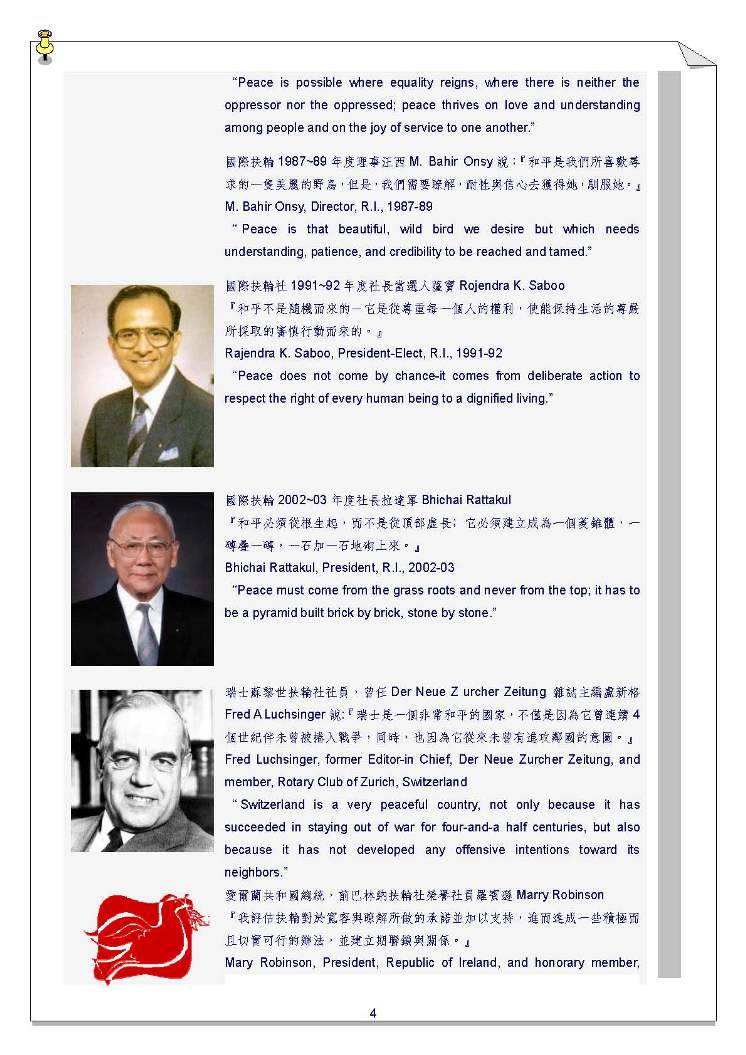 “Peace is possible where equality reigns, where there is neither the
oppressor nor the oppressed; peace thrives on love and understanding
among people and on the joy of service to one another.”
國際扶輪 1987~89 年度理事汪西 M. Bahir Onsy 說：『和平是我們所喜歡尋
求的一隻美麗的野鳥，但是，我們需要瞭解，耐性與信心去獲得她，馴服她。』
M. Bahir Onsy, Director, R.I., 1987-89
“ Peace is that beautiful, wild bird we desire but which needs
understanding, patience, and credibility to be reached and tamed.”
國際扶輪社 1991~92 年度社長當選人薩寶 Rojendra K. Saboo
『和平不是隨機而來的－它是從尊重每一個人的權利，使能保持生活的尊嚴
所採取的審慎行動而來的。』
Rajendra K. Saboo, President-Elect, R.I., 1991-92
“Peace does not come by chance-it comes from deliberate action to
respect the right of every human being to a dignified living.”
國際扶輪 2002~03 年度社長拉達軍 Bhichai Rattakul
『和平必須從根生起，而不是從頂部虛長; 它必須建立成為一個菱錐體，一
磚疊一磚，一石加一石地砌上來。』
Bhichai Rattakul, President, R.I., 2002-03
“Peace must come from the grass roots and never from the top; it has to
be a pyramid built brick by brick, stone by stone.”
瑞士蘇黎世扶輪社社員，曾任 Der Neue Z urcher Zeitung 雜誌主編盧新格
Fred A Luchsinger 說:『瑞士是一個非常和平的國家，不僅是因為它曾連續 4
個世紀伴未曾被捲入戰爭，同時，也因為它從來未曾有進攻鄰國的意圖。』
Fred Luchsinger, former Editor-in Chief, Der Neue Zurcher Zeitung, and
member, Rotary Club of Zurich, Switzerland
“ Switzerland is a very peaceful country, not only because it has
succeeded in staying out of war for four-and-a half centuries, but also
because it has not developed any offensive intentions toward its
neighbors.”
愛爾蘭共和國總統，前巴林納扶輪社榮譽社員羅賓遜 Marry Robinson
『我評估扶輪對於寬容與瞭解所做的承諾並加以支持，進而達成一些積極而
且切實可行的辦法，並建立期聯鎖與關係。』
Mary Robinson, President, Republic of Ireland, and honorary member,
4